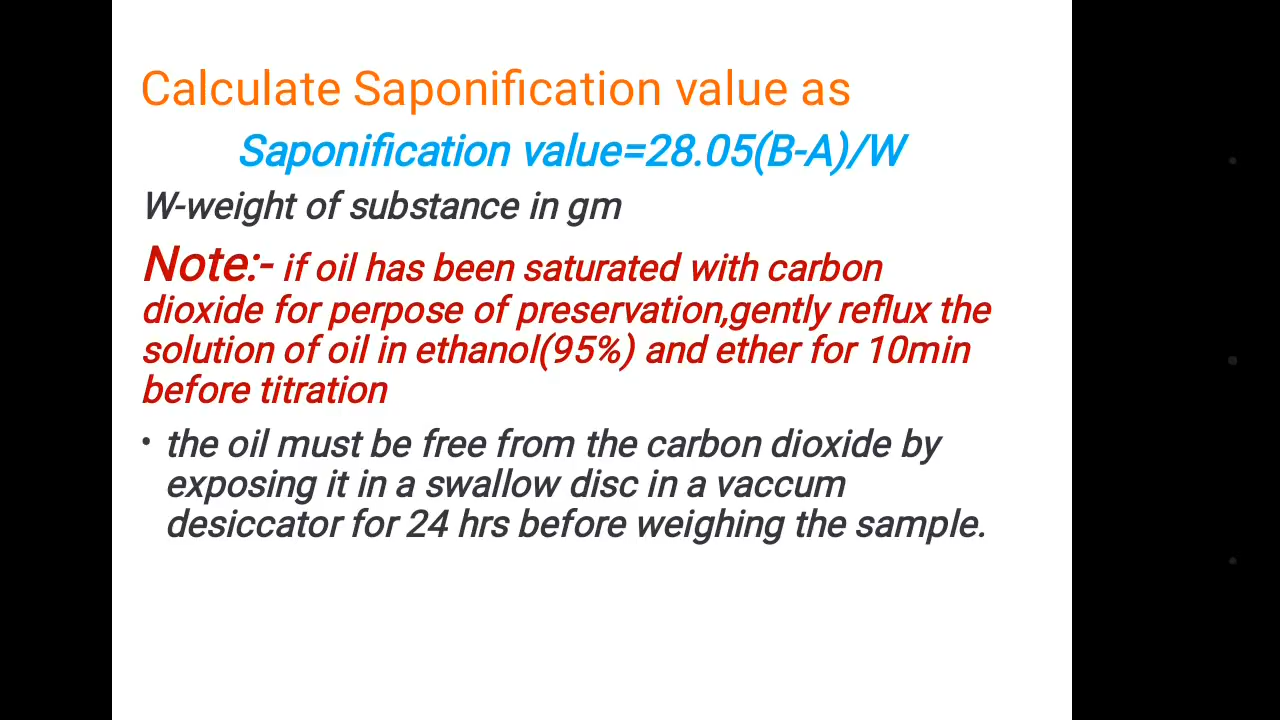 Calculate Saponification value as
Saponification value=28.05(B-A)/W
W-weight of substance in gm
Note:- if oil has been saturated with carbon
dioxide for perpose of preservation,gently reflux the
solution of oil in ethanol(95%) and ether for 10min
before titration
• the oil must be free from the carbon dioxide by
exposing it in a swallow disc in a vaccum
desiccator for 24 hrs before weighing the sample.